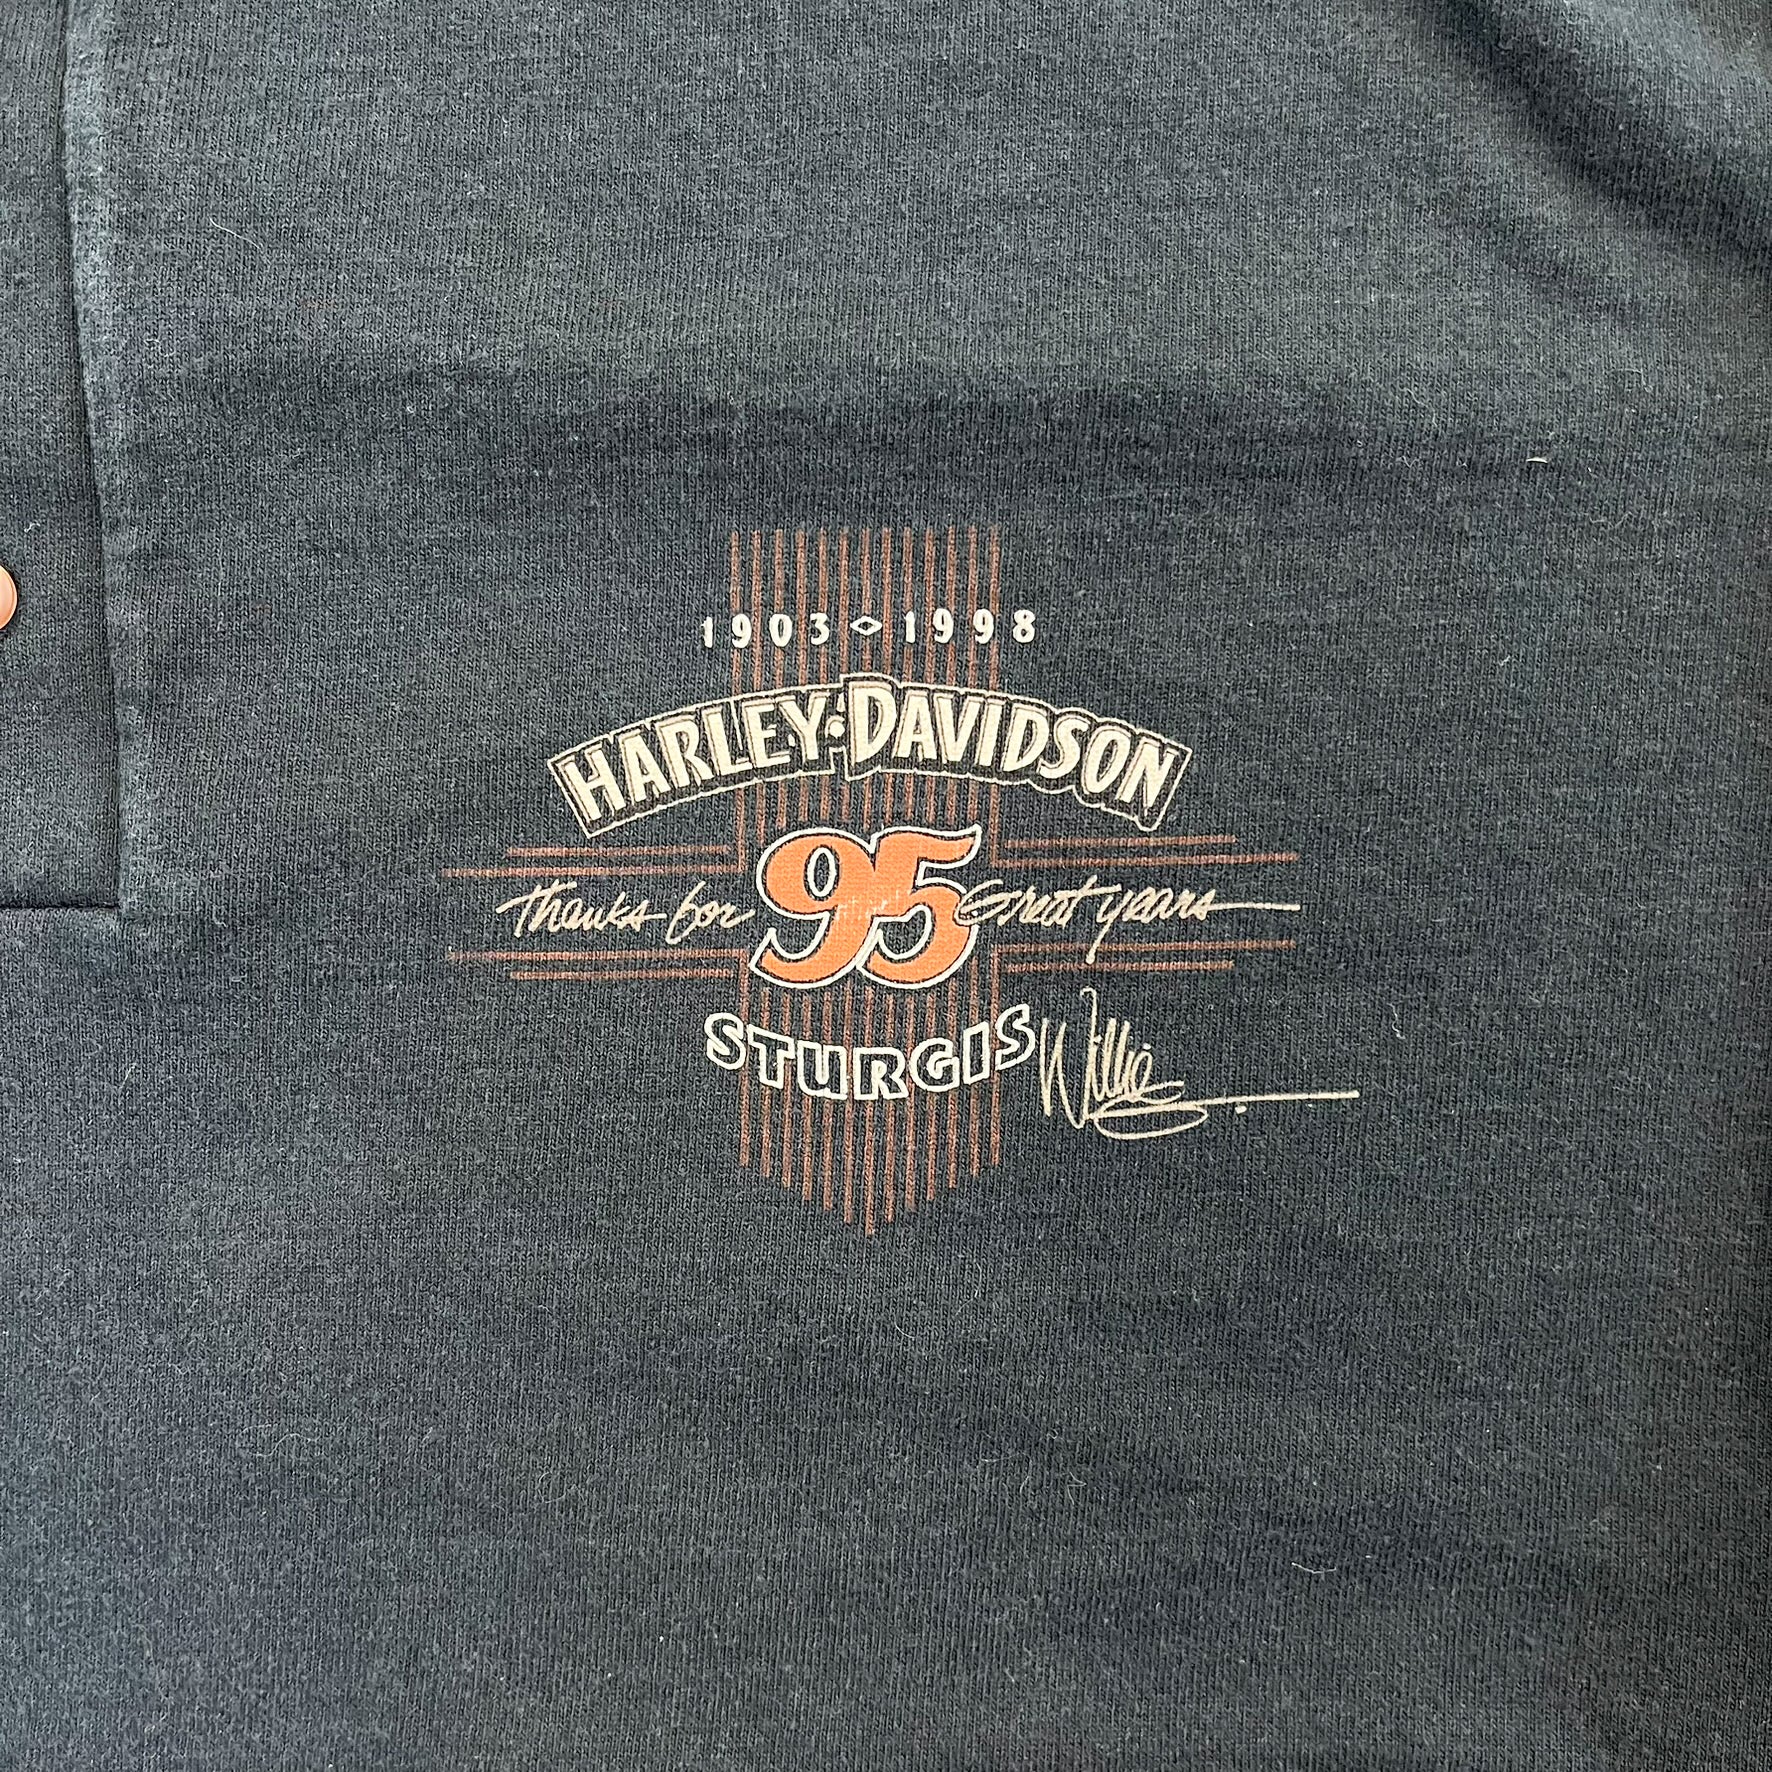 1903 ◇ 1998
HARLEY·DAVIDSON
Thanks for 95 Great years
STURGIS
Willie G.